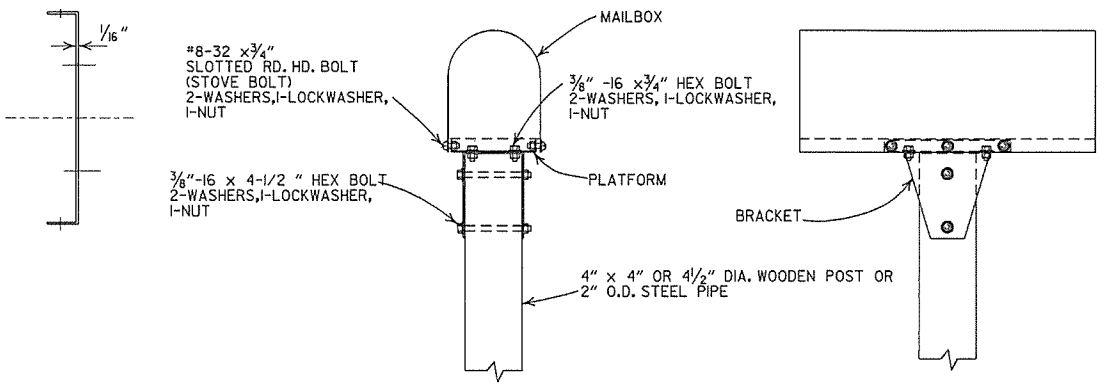 1/16"
#8-32 x 3/4"
SLOTTED RD. HD. BOLT
(STOVE BOLT)
2-WASHERS,1-LOCKWASHER,
1-NUT
MAILBOX
3/8" -16 x 3/4" HEX BOLT
2-WASHERS, 1-LOCKWASHER,
1-NUT
PLATFORM
3/8"-16 x 4-1/2 " HEX BOLT
2-WASHERS,1-LOCKWASHER,
1-NUT
BRACKET
4" x 4" OR 4 1/2" DIA. WOODEN POST OR
2" O.D. STEEL PIPE